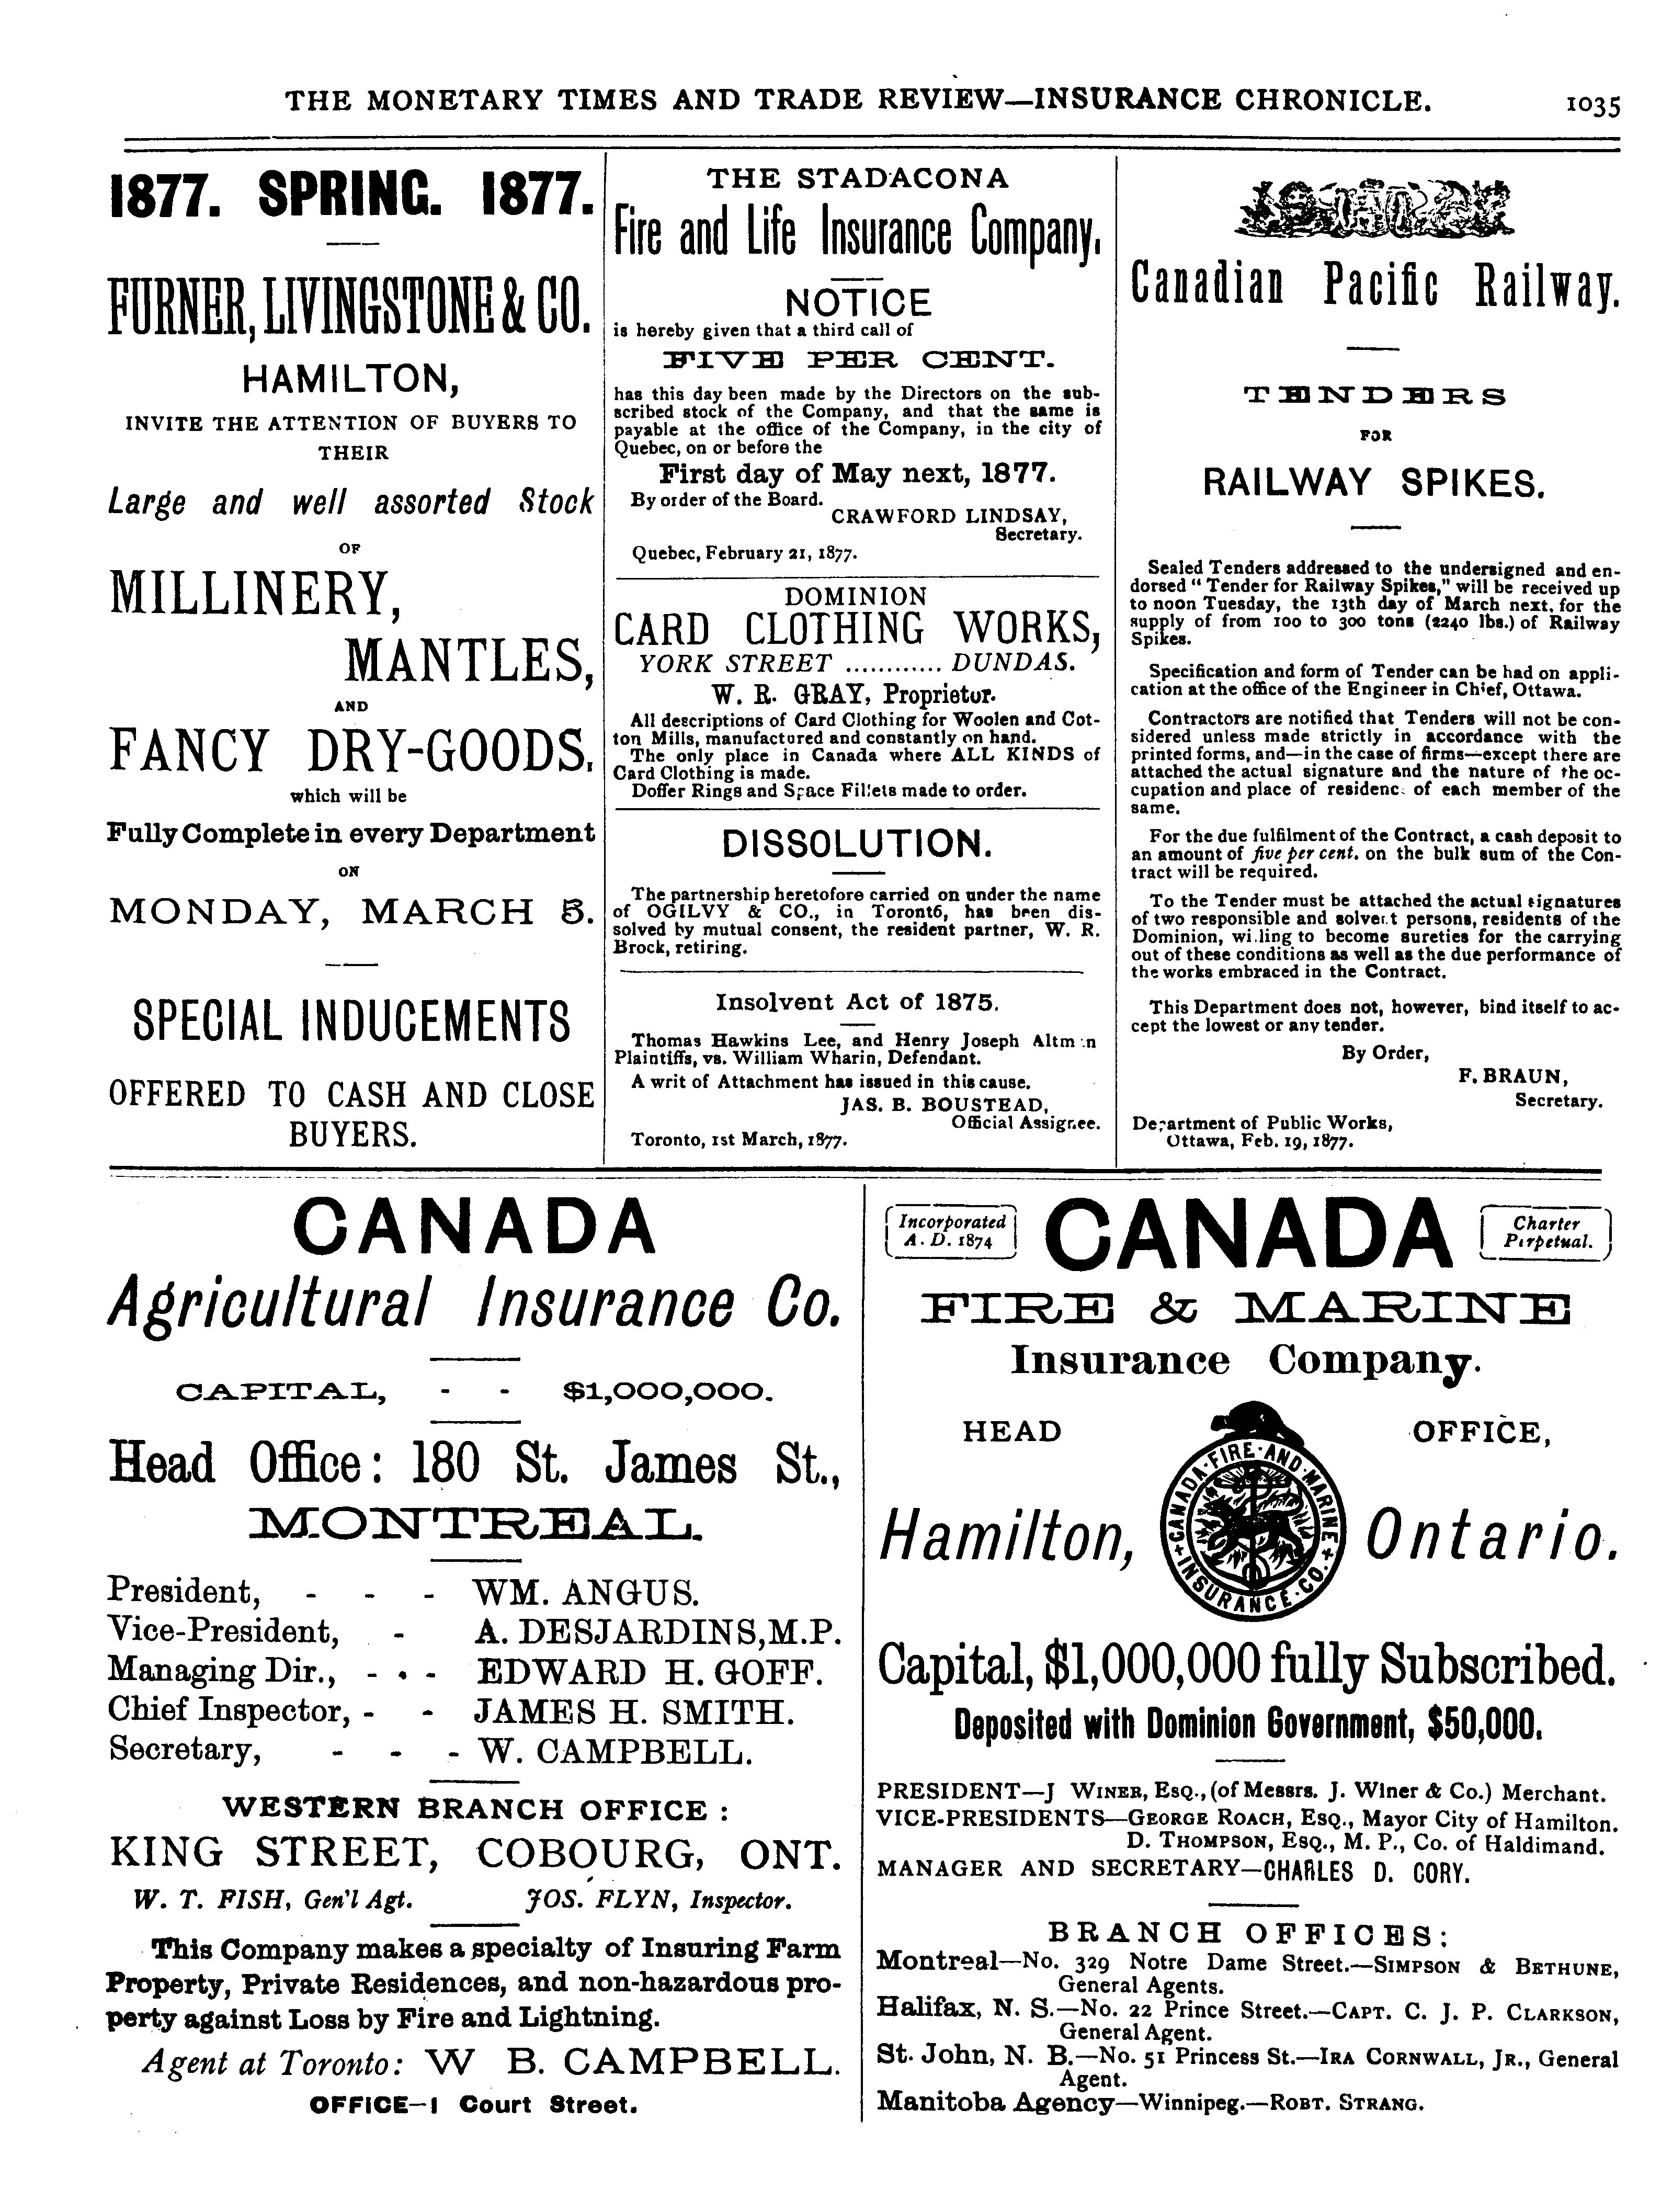 THE MONETARY TIMES AND TRADE REVIEW—INSURANCE CHRONICLE. 1035
1877. SPRING. 1877.
FURNER, LIVINGSTONE & CO.
HAMILTON,
INVITE THE ATTENTION OF BUYERS TO
THEIR
Large and well assorted Stock
OF
MILLINERY,
MANTLES,
AND
FANCY DRY-GOODS,
which will be
Fully Complete in every Department
ON
MONDAY, MARCH 5.
SPECIAL INDUCEMENTS
OFFERED TO CASH AND CLOSE
BUYERS.
THE STADACONA
Fire and Life Insurance Company.
NOTICE
is hereby given that a third call of
FIVE PER CENT.
has this day been made by the Directors on the sub-
scribed stock of the Company, and that the same is
payable at the office of the Company, in the city of
Quebec, on or before the
First day of May next, 1877.
By order of the Board.
CRAWFORD LINDSAY,
Secretary.
Quebec, February 21, 1877.
DOMINION
CARD CLOTHING WORKS,
YORK STREET ............ DUNDAS.
W. R. GRAY, Proprietor.
All descriptions of Card Clothing for Woolen and Cot-
ton Mills, manufactured and constantly on hand.
The only place in Canada where ALL KINDS of
Card Clothing is made.
Doffer Rings and Space Fillets made to order.
DISSOLUTION.
The partnership heretofore carried on under the name
of OGILVY & CO., in Toront6, has been dis-
solved by mutual consent, the resident partner, W. R.
Brock, retiring.
Insolvent Act of 1875.
Thomas Hawkins Lee, and Henry Joseph Altman
Plaintiffs, vs. William Wharin, Defendant.
A writ of Attachment has issued in this cause.
JAS. B. BOUSTEAD,
Official Assignee.
Toronto, 1st March, 1877.
Canadian Pacific Railway.
TENDERS
FOR
RAILWAY SPIKES.
Sealed Tenders addressed to the undersigned and en-
dorsed "Tender for Railway Spikes," will be received up
to noon Tuesday, the 13th day of March next, for the
supply of from 100 to 300 tons (2240 lbs.) of Railway
Spikes.
Specification and form of Tender can be had on appli-
cation at the office of the Engineer in Chief, Ottawa.
Contractors are notified that Tenders will not be con-
sidered unless made strictly in accordance with the
printed forms, and—in the case of firms—except there are
attached the actual signature and the nature of the oc-
cupation and place of residence of each member of the
same.
For the due fulfilment of the Contract, a cash deposit to
an amount of five per cent. on the bulk sum of the Con-
tract will be required.
To the Tender must be attached the actual signatures
of two responsible and solvent persons, residents of the
Dominion, willing to become sureties for the carrying
out of these conditions as well as the due performance of
the works embraced in the Contract.
This Department does not, however, bind itself to ac-
cept the lowest or any tender.
By Order,
F. BRAUN,
Secretary.
Department of Public Works,
Ottawa, Feb. 19, 1877.
CANADA
Agricultural Insurance Co.
CAPITAL, - - $1,000,000.
Head Office: 180 St. James St.,
MONTREAL.
President, - - - WM. ANGUS.
Vice-President, - A. DESJARDINS, M.P.
Managing Dir., - - - EDWARD H. GOFF.
Chief Inspector, - - JAMES H. SMITH.
Secretary, - - - W. CAMPBELL.
WESTERN BRANCH OFFICE:
KING STREET, COBOURG, ONT.
W. T. FISH, Gen'l Agt. JOS. FLYN, Inspector.
This Company makes a specialty of Insuring Farm
Property, Private Residences, and non-hazardous pro-
perty against Loss by Fire and Lightning.
Agent at Toronto: W B. CAMPBELL.
OFFICE—1 Court Street.
Incorporated
A. D. 1874
CANADA
Charter
Perpetual.
FIRE & MARINE
Insurance Company.
HEAD OFFICE,
CANADA·FIRE·AND·MARINE
INSURANCE·CO.
Hamilton, Ontario.
Capital, $1,000,000 fully Subscribed.
Deposited with Dominion Government, $50,000.
PRESIDENT—J WINER, ESQ., (of Messrs. J. Winer & Co.) Merchant.
VICE-PRESIDENTS—GEORGE ROACH, ESQ., Mayor City of Hamilton.
D. THOMPSON, ESQ., M. P., Co. of Haldimand.
MANAGER AND SECRETARY—CHARLES D. CORY.
BRANCH OFFICES:
Montreal—No. 329 Notre Dame Street.—SIMPSON & BETHUNE,
General Agents.
Halifax, N. S.—No. 22 Prince Street.—CAPT. C. J. P. CLARKSON,
General Agent.
St. John, N. B.—No. 51 Princess St.—IRA CORNWALL, JR., General
Agent.
Manitoba Agency—Winnipeg.—ROBT. STRANG.